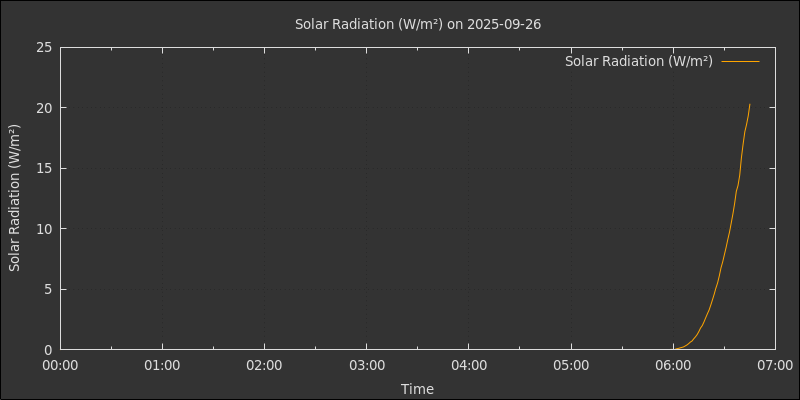 Solar Radiation (W/m²) on 2025-09-26
Solar Radiation (W/m²)
Solar Radiation (W/m²)
25
20
15
10
5
0
00:00 01:00 02:00 03:00 04:00 05:00 06:00 07:00
Time